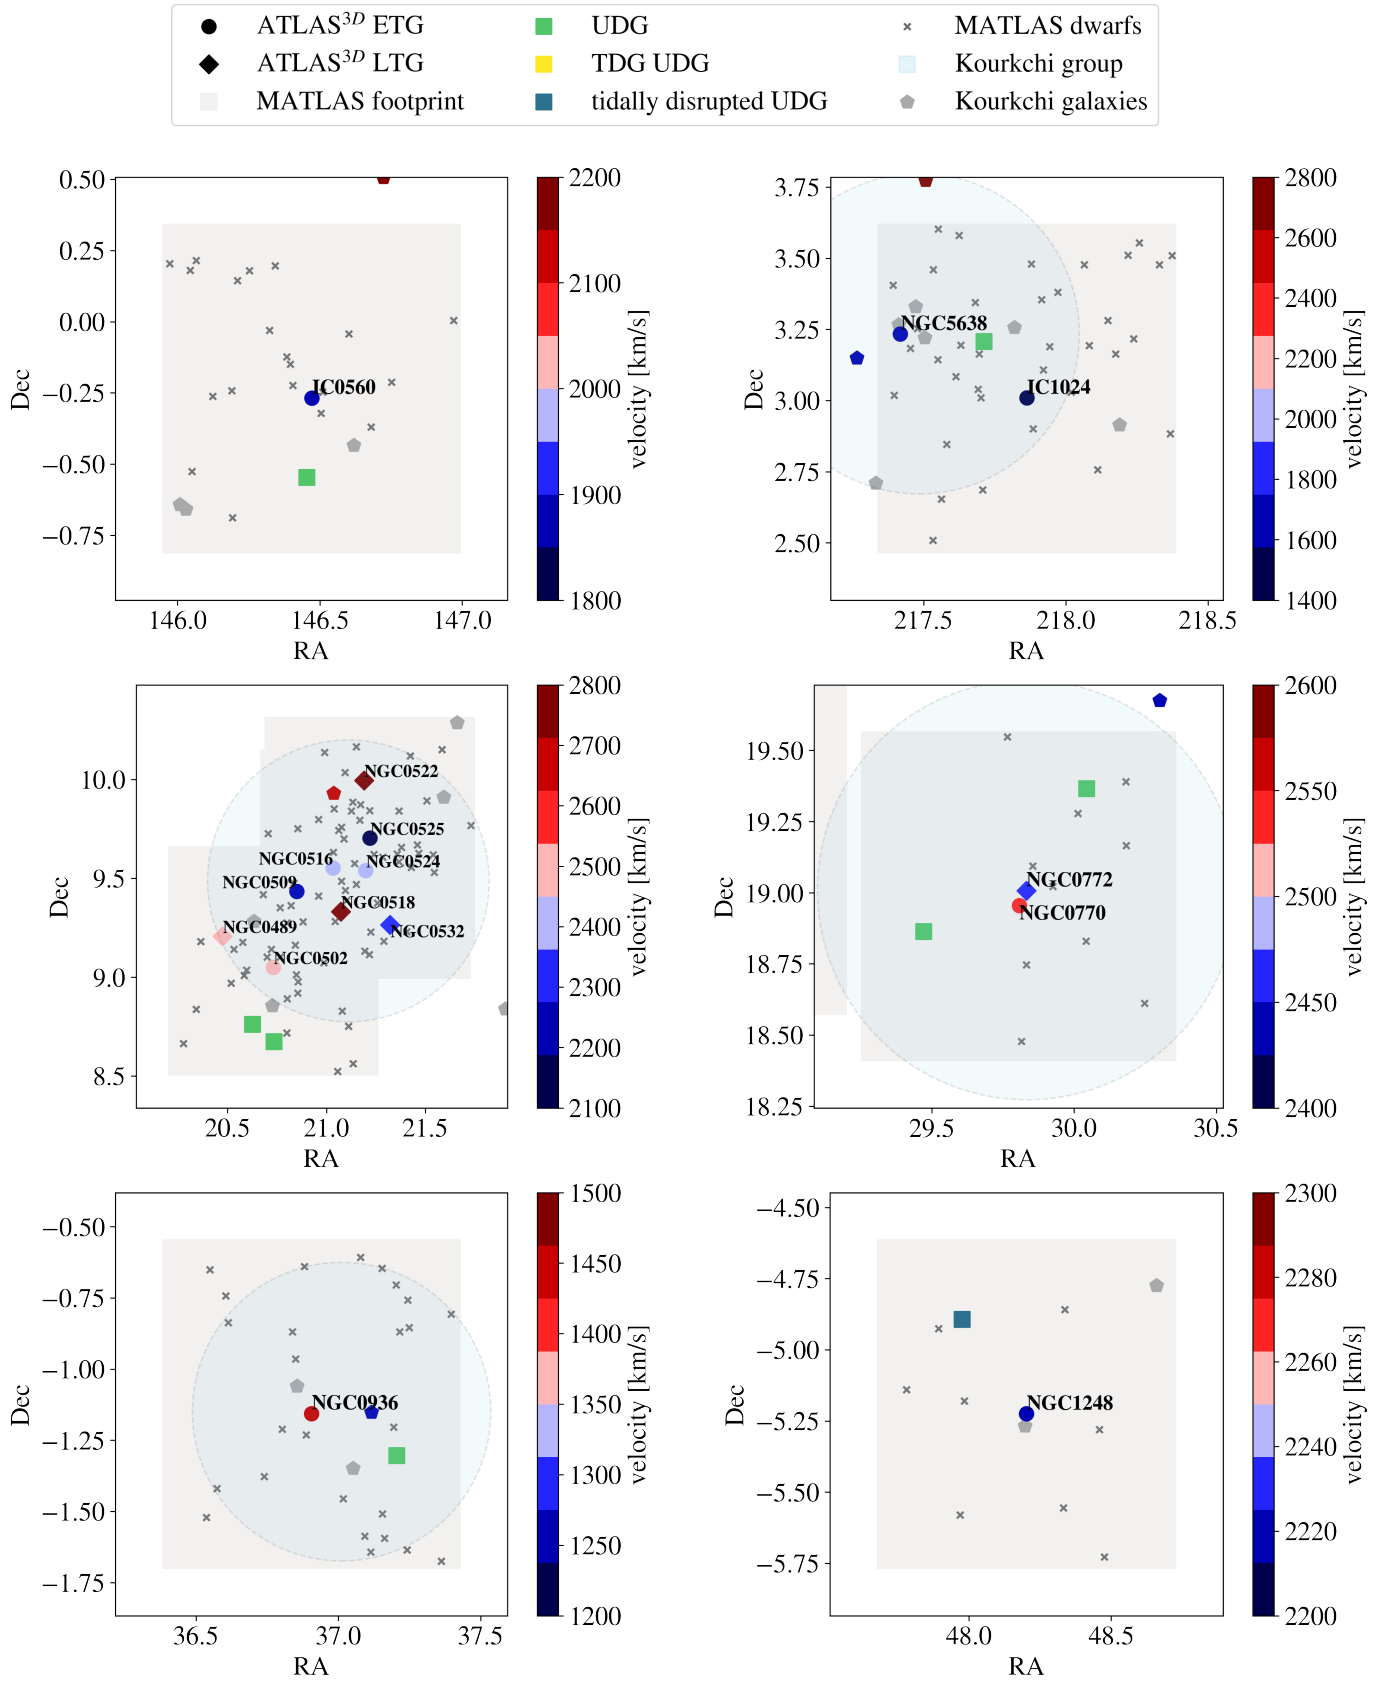 ATLAS3D ETG UDG MATLAS dwarfs
ATLAS3D LTG TDG UDG Kourkchi group
MATLAS footprint tidally disrupted UDG Kourkchi galaxies
0.50
0.25
0.00
−0.25
−0.50
−0.75
Dec
IC0560
146.0 146.5 147.0
RA
2200
2100
2000
1900
1800
velocity [km/s]
3.75
3.50
3.25
3.00
2.75
2.50
Dec
NGC5638
IC1024
217.5 218.0 218.5
RA
2800
2600
2400
2200
2000
1800
1600
1400
velocity [km/s]
10.0
9.5
9.0
8.5
Dec
NGC0522
NGC0525
NGC0516
NGC0524
NGC0509
NGC0518
NGC0489
NGC0532
NGC0502
20.5 21.0 21.5
RA
2800
2700
2600
2500
2400
2300
2200
2100
velocity [km/s]
19.50
19.25
19.00
18.75
18.50
18.25
Dec
NGC0772
NGC0770
29.5 30.0 30.5
RA
2600
2550
2500
2450
2400
velocity [km/s]
−0.50
−0.75
−1.00
−1.25
−1.50
−1.75
Dec
NGC0936
36.5 37.0 37.5
RA
1500
1450
1400
1350
1300
1250
1200
velocity [km/s]
−4.50
−4.75
−5.00
−5.25
−5.50
−5.75
Dec
NGC1248
48.0 48.5
RA
2300
2280
2260
2240
2220
2200
velocity [km/s]